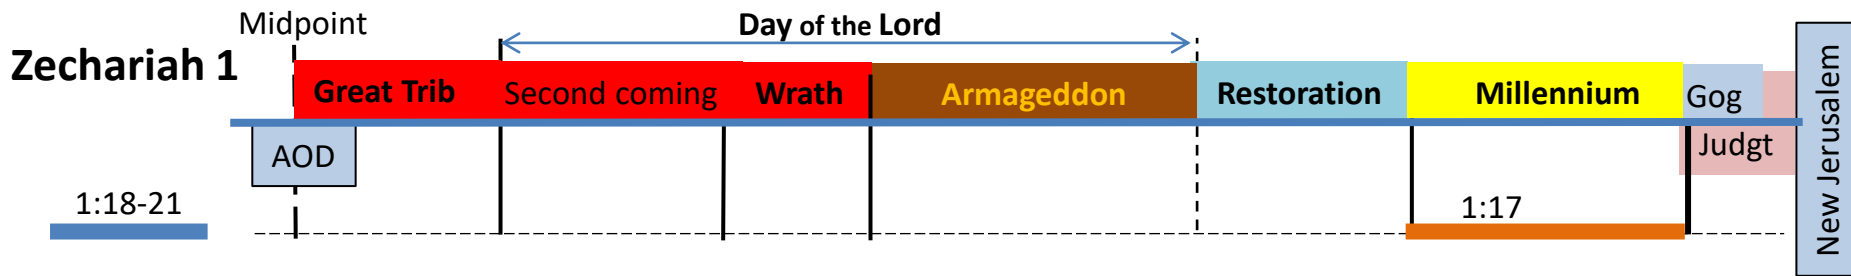 Midpoint
Day of the Lord
Zechariah 1
Great Trib
Second coming
Wrath
Armageddon
Restoration
Millennium
Gog
AOD
Judgt
New Jerusalem
1:18-21
1:17